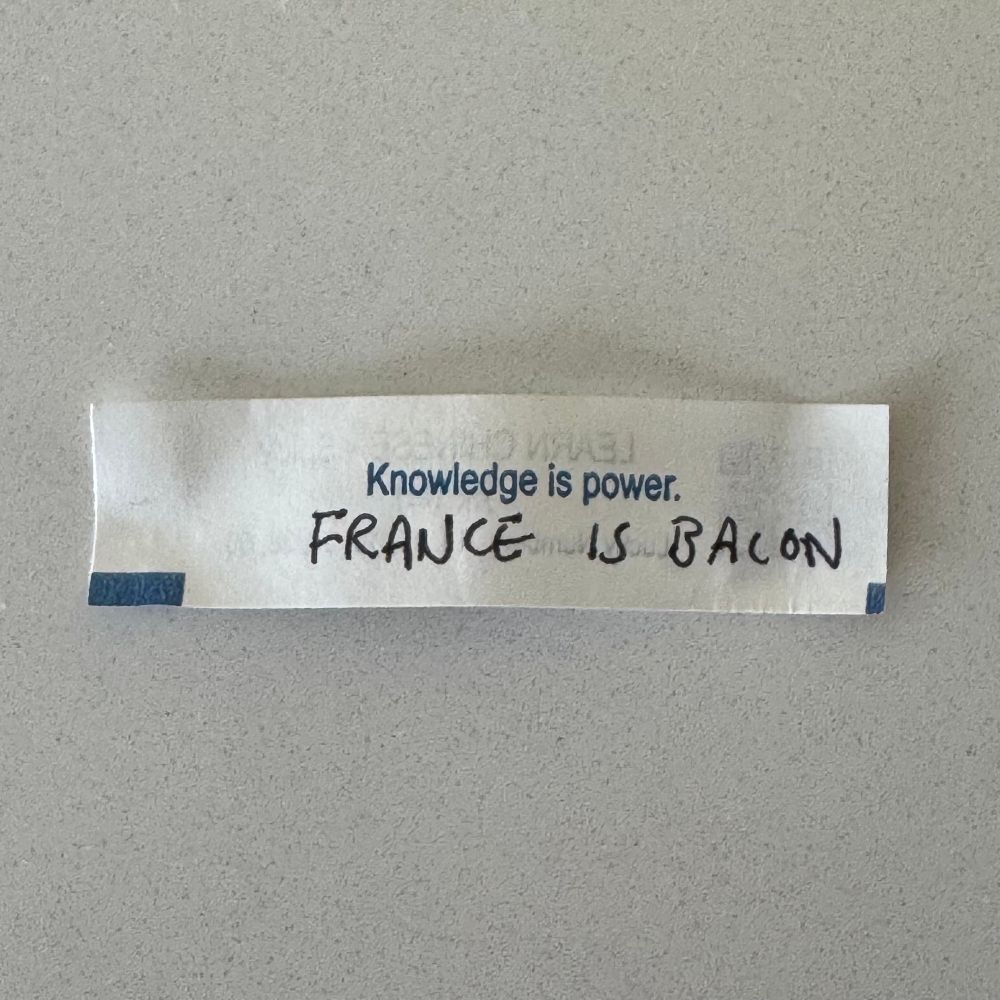 Knowledge is power.
FRANCE IS BACON